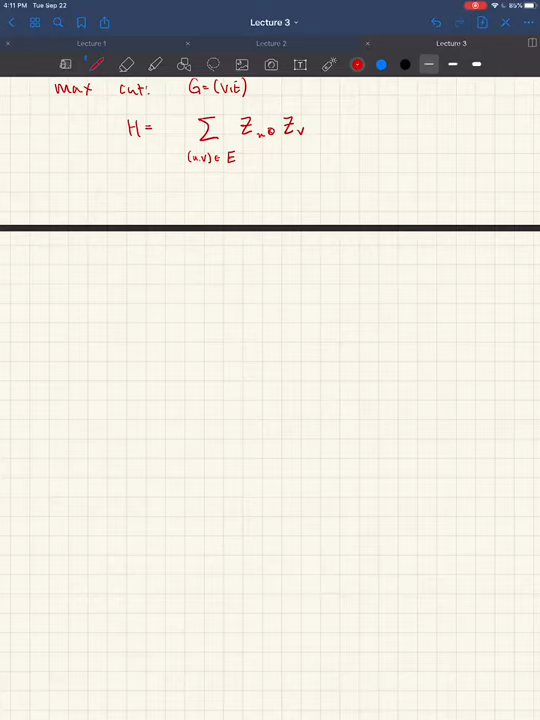 4:11 PM Tue Sep 22
85%
Lecture 3
Lecture 1 Lecture 2 Lecture 3
max cut: G=(V,E)
H = ∑ Z_u ⊗ Z_v
(u,v)∈ E